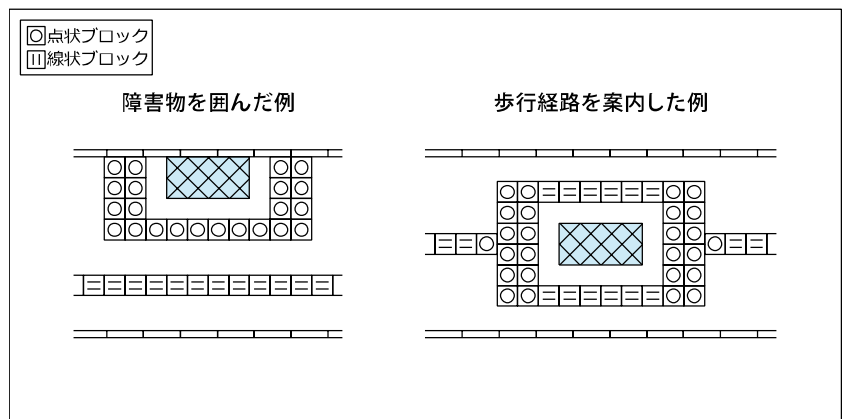 点状ブロック
線状ブロック
障害物を囲んだ例
歩行経路を案内した例